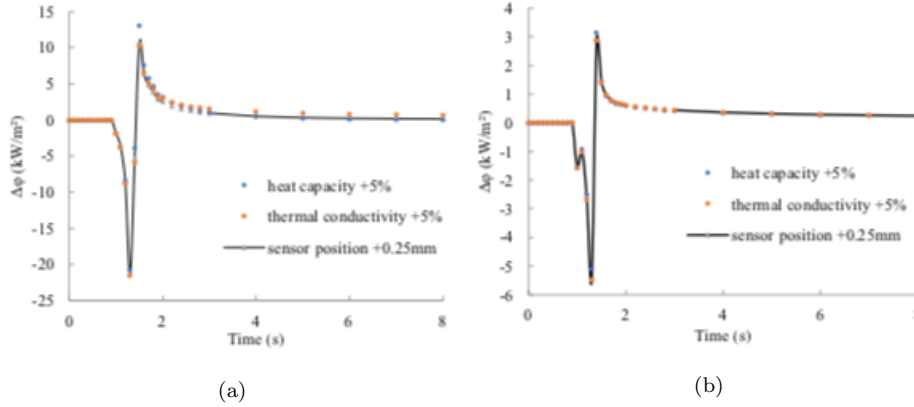 15
10
5
0
-5
-10
-15
-20
-25
Δφ (kW/m²)
0 2 4 6 8
Time (s)
heat capacity +5%
thermal conductivity +5%
sensor position +0.25mm
(a)
4
3
2
1
0
-1
-2
-3
-4
-5
-6
Δφ (kW/m²)
0 2 4 6 8
Time (s)
heat capacity +5%
thermal conductivity +5%
sensor position +0.25mm
(b)